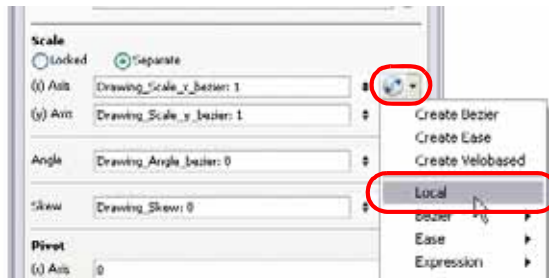 Scale
Locked Separate
(x) Axis Drawing_Scale_x_bezier: 1
(y) Axis Drawing_Scale_y_bezier: 1
Create Bezier
Create Ease
Angle Drawing_Angle_bezier: 0 Create Velobased
Local
Skew Drawing_Skew: 0 Bezier
Pivot Ease
(x) Axis 0 Expression